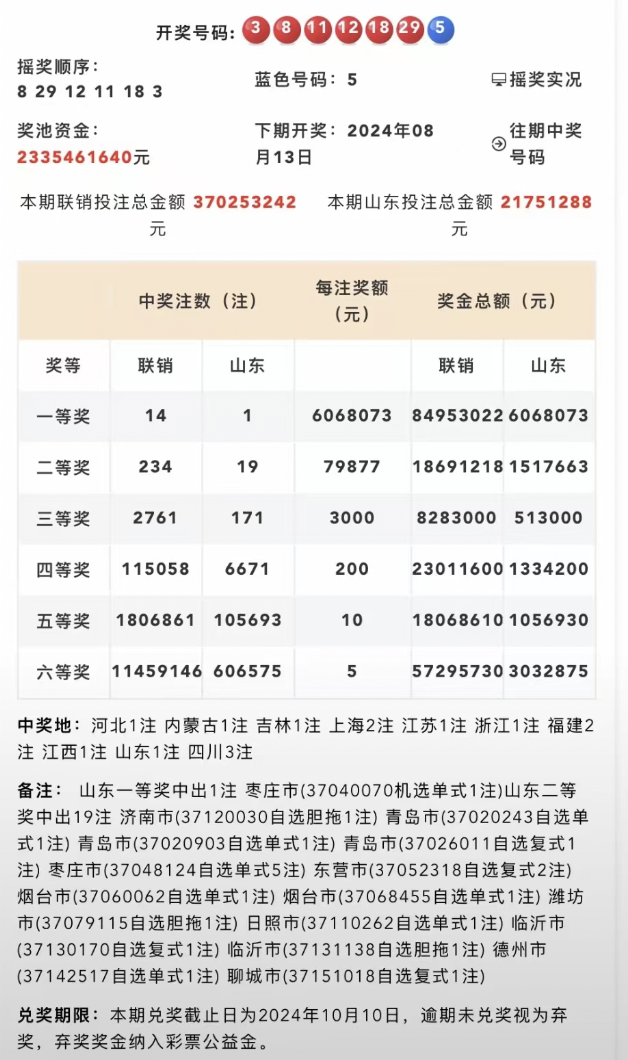 开奖号码: 3 8 11 12 18 29 5
摇奖顺序:
8 29 12 11 18 3
蓝色号码: 5
摇奖实况
奖池资金:
2335461640元
下期开奖: 2024年08
月13日
往期中奖
号码
本期联销投注总金额 370253242
元
本期山东投注总金额 21751288
元
中奖注数（注） 每注奖额（元） 奖金总额（元）
奖等 联销 山东 联销 山东
一等奖 14 1 6068073 84953022 6068073
二等奖 234 19 79877 18691218 1517663
三等奖 2761 171 3000 8283000 513000
四等奖 115058 6671 200 23011600 1334200
五等奖 1806861 105693 10 18068610 1056930
六等奖 11459146 606575 5 57295730 3032875
中奖地: 河北1注 内蒙古1注 吉林1注 上海2注 江苏1注 浙江1注 福建2
注 江西1注 山东1注 四川3注
备注: 山东一等奖中出1注 枣庄市(37040070机选单式1注)山东二等
奖中出19注 济南市(37120030自选胆拖1注) 青岛市(37020243自选单
式1注) 青岛市(37020903自选单式1注) 青岛市(37026011自选复式1
注) 枣庄市(37048124自选单式5注) 东营市(37052318自选复式2注)
烟台市(37060062自选单式1注) 烟台市(37068455自选单式1注) 潍坊
市(37079115自选胆拖1注) 日照市(37110262自选单式1注) 临沂市
(37130170自选复式1注) 临沂市(37131138自选胆拖1注) 德州市
(37142517自选单式1注) 聊城市(37151018自选复式1注)
兑奖期限: 本期兑奖截止日为2024年10月10日，逾期未兑奖视为弃
奖，弃奖奖金纳入彩票公益金。